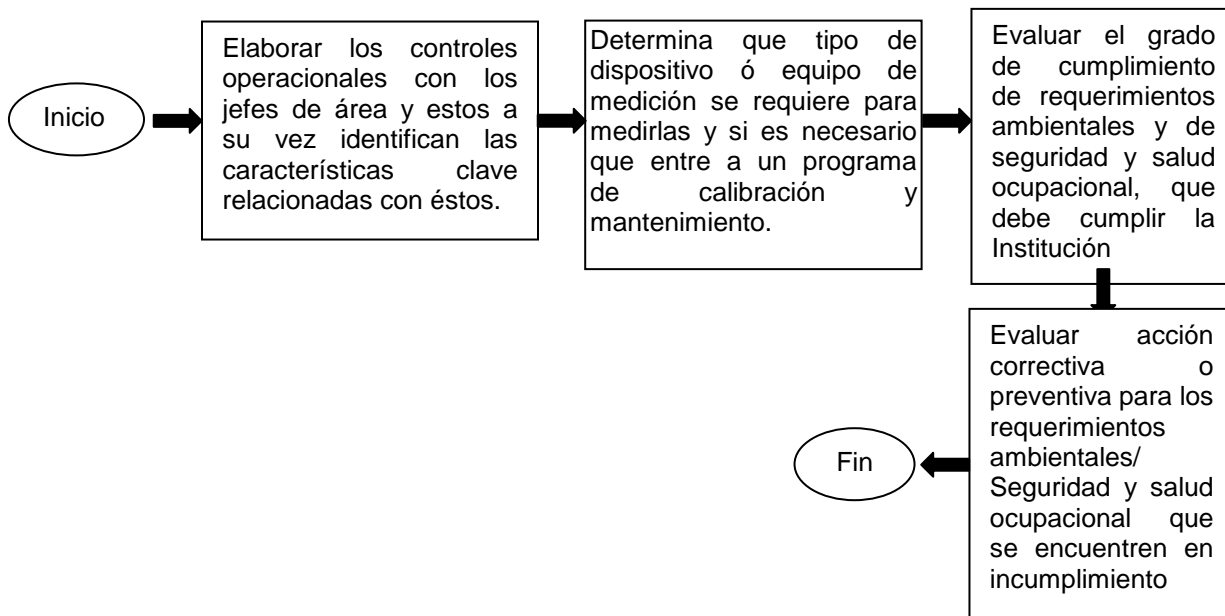 Inicio
Elaborar los controles
operacionales con los
jefes de área y estos a
su vez identifican las
características clave
relacionadas con éstos.
Determina que tipo de
dispositivo ó equipo de
medición se requiere para
medirlas y si es necesario
que entre a un programa
de calibración y
mantenimiento.
Evaluar el grado
de cumplimiento
de requerimientos
ambientales y de
seguridad y salud
ocupacional, que
debe cumplir la
Institución
Evaluar acción
correctiva o
preventiva para los
requerimientos
ambientales/
Seguridad y salud
ocupacional que
se encuentren en
incumplimiento
Fin